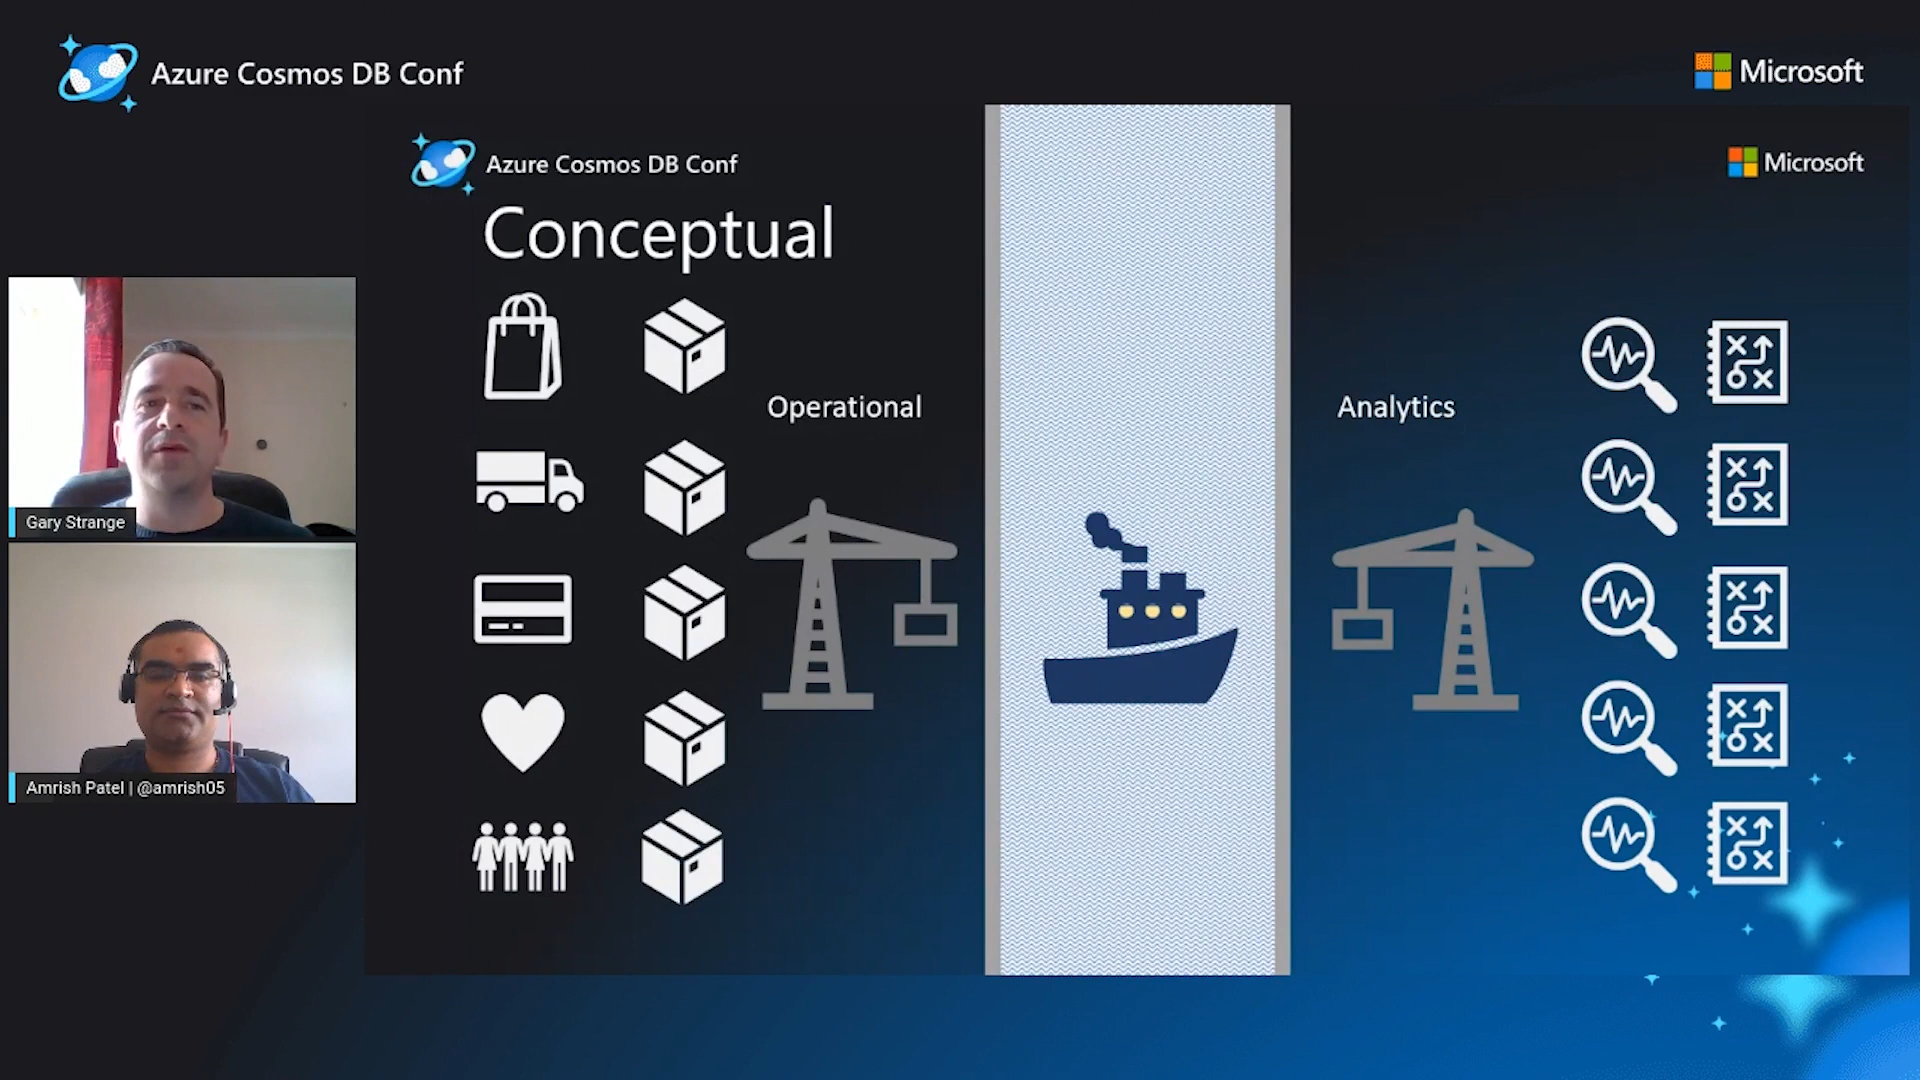 Azure Cosmos DB Conf
Microsoft
Azure Cosmos DB Conf
Microsoft
Conceptual
Operational
Analytics
Gary Strange
Amrish Patel | @amrish05